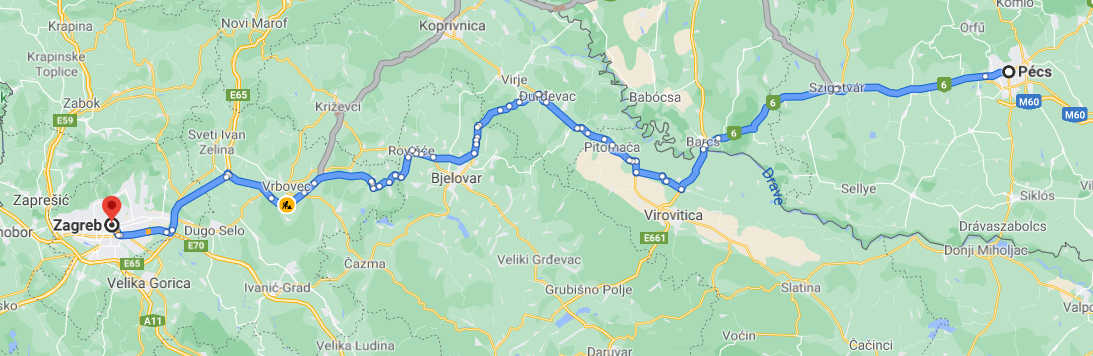 Krapina
Novi Marof
Koprivnica
Orfű
Komló
Krapinske
Toplice
E65
Virje
Đurđevac
Babócsa
Szigetvár
6
Pécs
M60
M60
Zabok
E59
Križevci
6
6
Sveti Ivan
Zelina
Rovišće
Pitomača
Barcs
Dráve
Vrbovec
Bjelovar
Sellye
Siklós
Zaprešić
Zagreb
Dugo Selo
E70
Virovitica
E661
Drávaszabolcs
Donji Miholjac
E65
Čazma
Veliki Grđevac
Velika Gorica
Ivanić-Grad
Grubišno Polje
Slatina
A11
Velika Ludina
Daruvar
Voćin
Čačinci